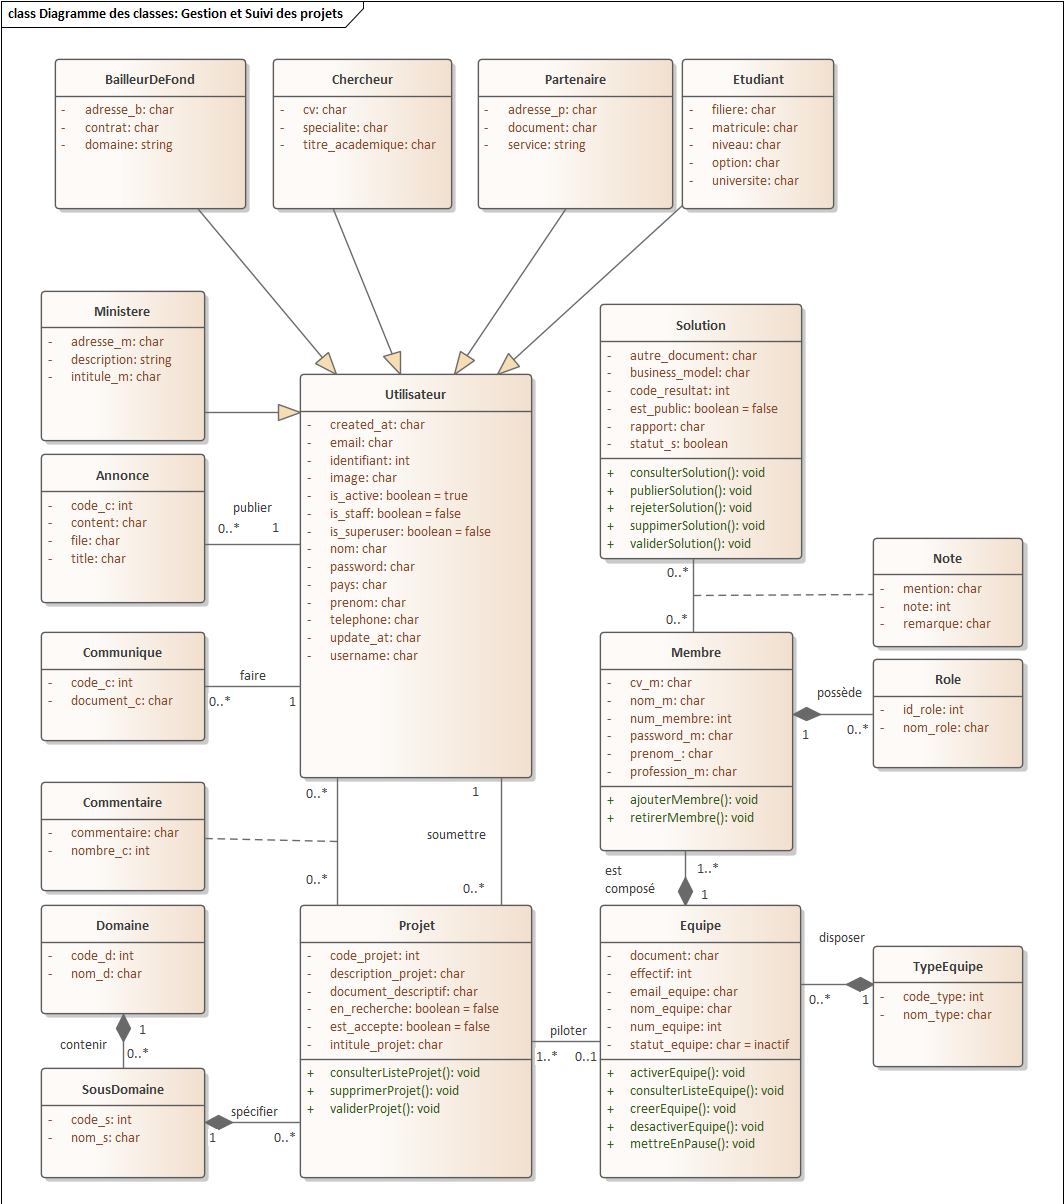 class Diagramme des classes: Gestion et Suivi des projets
BailleurDeFond
- adresse_b: char
- contrat: char
- domaine: string
Chercheur
- cv: char
- specialite: char
- titre_academique: char
Partenaire
- adresse_p: char
- document: char
- service: string
Etudiant
- filiere: char
- matricule: char
- niveau: char
- option: char
- universite: char
Ministere
- adresse_m: char
- description: string
- intitule_m: char
Annonce
- code_c: int
- content: char
- file: char
- title: char
publier
0..* 1
Communique
- code_c: int
- document_c: char
faire
0..* 1
Commentaire
- commentaire: char
- nombre_c: int
Utilisateur
- created_at: char
- email: char
- identifiant: int
- image: char
- is_active: boolean = true
- is_staff: boolean = false
- is_superuser: boolean = false
- nom: char
- password: char
- pays: char
- prenom: char
- telephone: char
- update_at: char
- username: char
0..*
0..*
1
soumettre
0..*
Solution
- autre_document: char
- business_model: char
- code_resultat: int
- est_public: boolean = false
- rapport: char
- statut_s: boolean
+ consulterSolution(): void
+ publierSolution(): void
+ rejeterSolution(): void
+ suppimerSolution(): void
+ validerSolution(): void
0..*
0..*
Note
- mention: char
- note: int
- remarque: char
Membre
- cv_m: char
- nom_m: char
- num_membre: int
- password_m: char
- prenom_: char
- profession_m: char
+ ajouterMembre(): void
+ retirerMembre(): void
possède
1 0..*
Role
- id_role: int
- nom_role: char
est
composé
1..*
1
Domaine
- code_d: int
- nom_d: char
contenir
1
0..*
SousDomaine
- code_s: int
- nom_s: char
spécifier
1 0..*
Projet
- code_projet: int
- description_projet: char
- document_descriptif: char
- en_recherche: boolean = false
- est_accepte: boolean = false
- intitule_projet: char
+ consulterListeProjet(): void
+ supprimerProjet(): void
+ validerProjet(): void
piloter
1..* 0..1
Equipe
- document: char
- effectif: int
- email_equipe: char
- nom_equipe: char
- num_equipe: int
- statut_equipe: char = inactif
+ activerEquipe(): void
+ consulterListeEquipe(): void
+ creerEquipe(): void
+ desactiverEquipe(): void
+ mettreEnPause(): void
disposer
0..* 1
TypeEquipe
- code_type: int
- nom_type: char